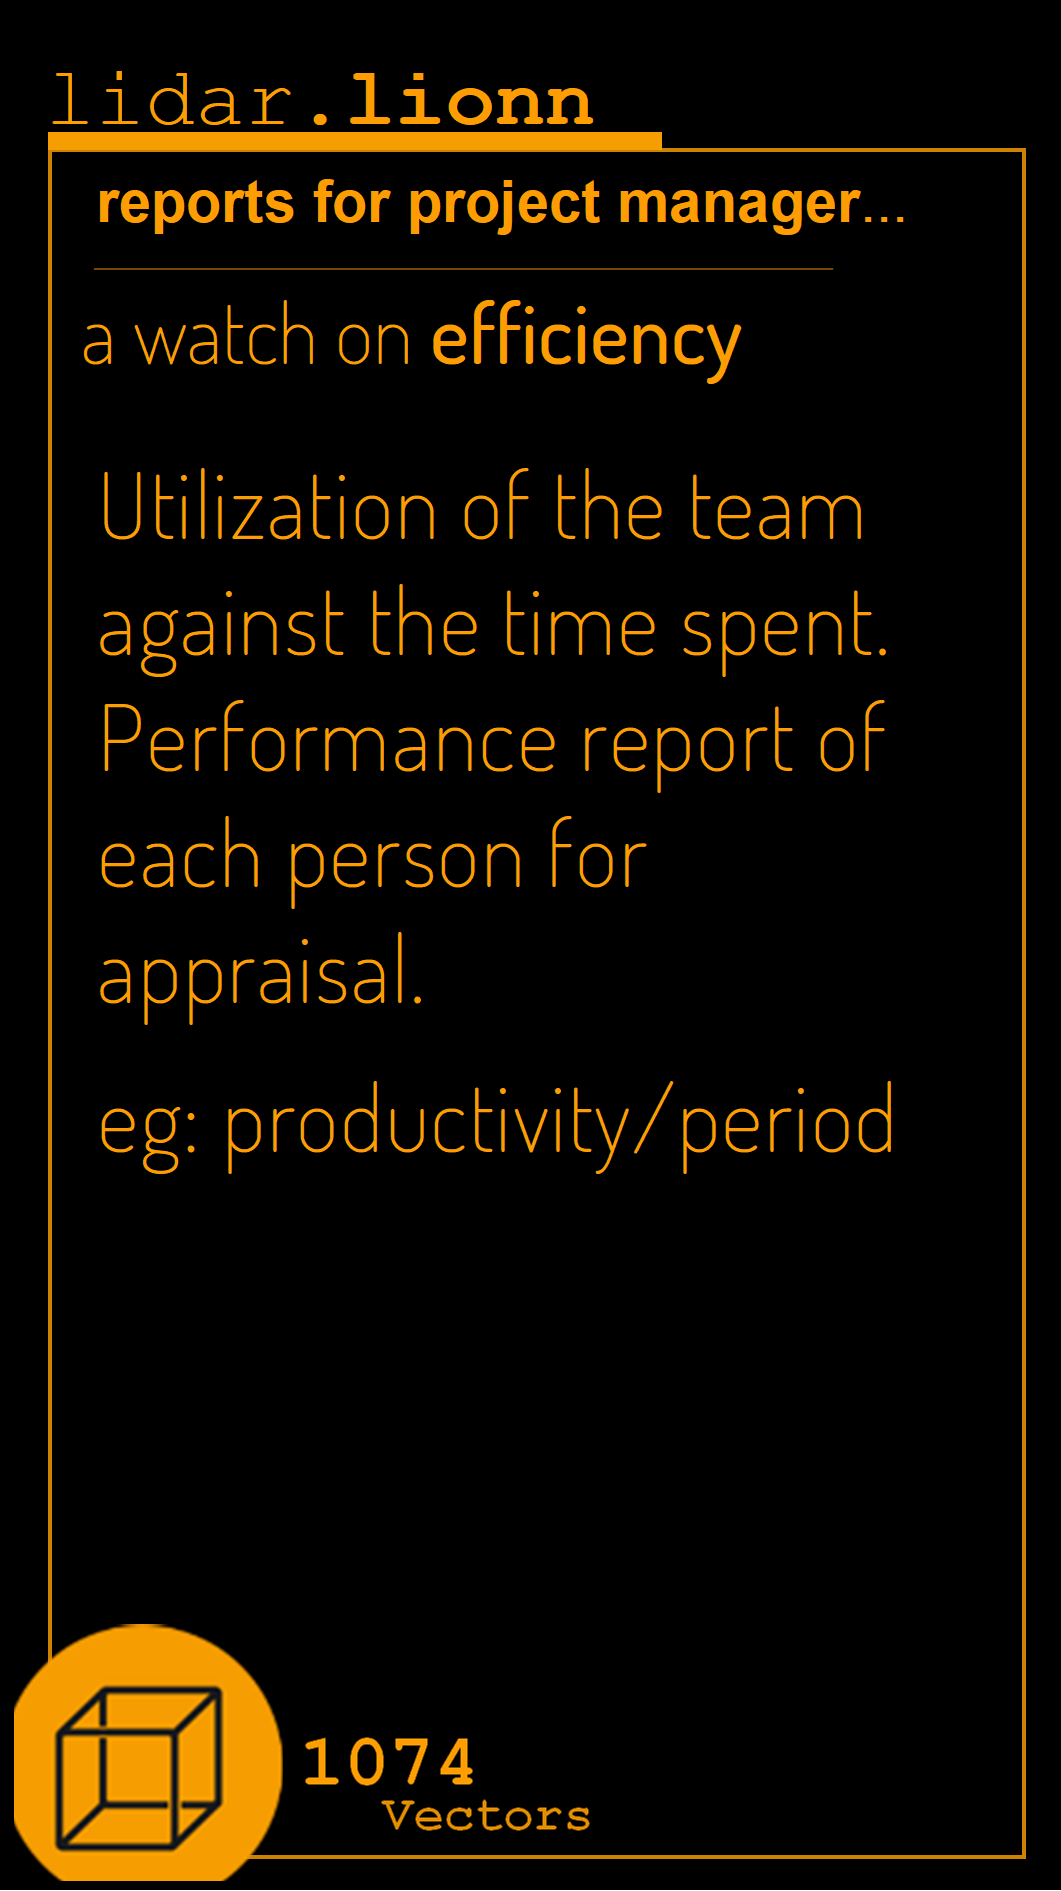 lidar.lionn
reports for project manager...
a watch on efficiency
Utilization of the team
against the time spent.
Performance report of
each person for
appraisal.
eg: productivity/period
1074
Vectors